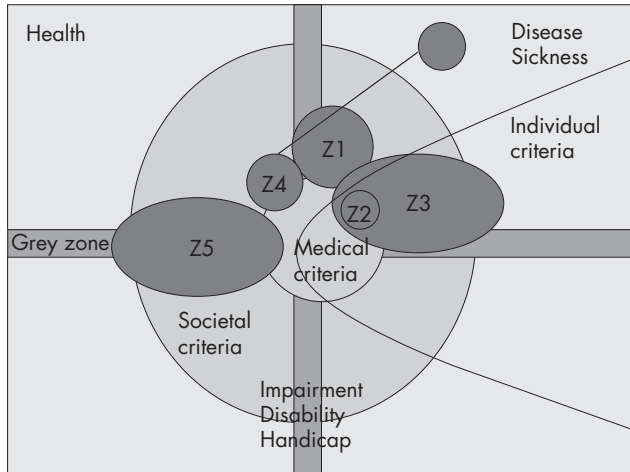 Health
Disease
Sickness
Individual
criteria
Z1
Z4
Z2
Z3
Grey zone
Z5
Medical
criteria
Societal
criteria
Impairment
Disability
Handicap